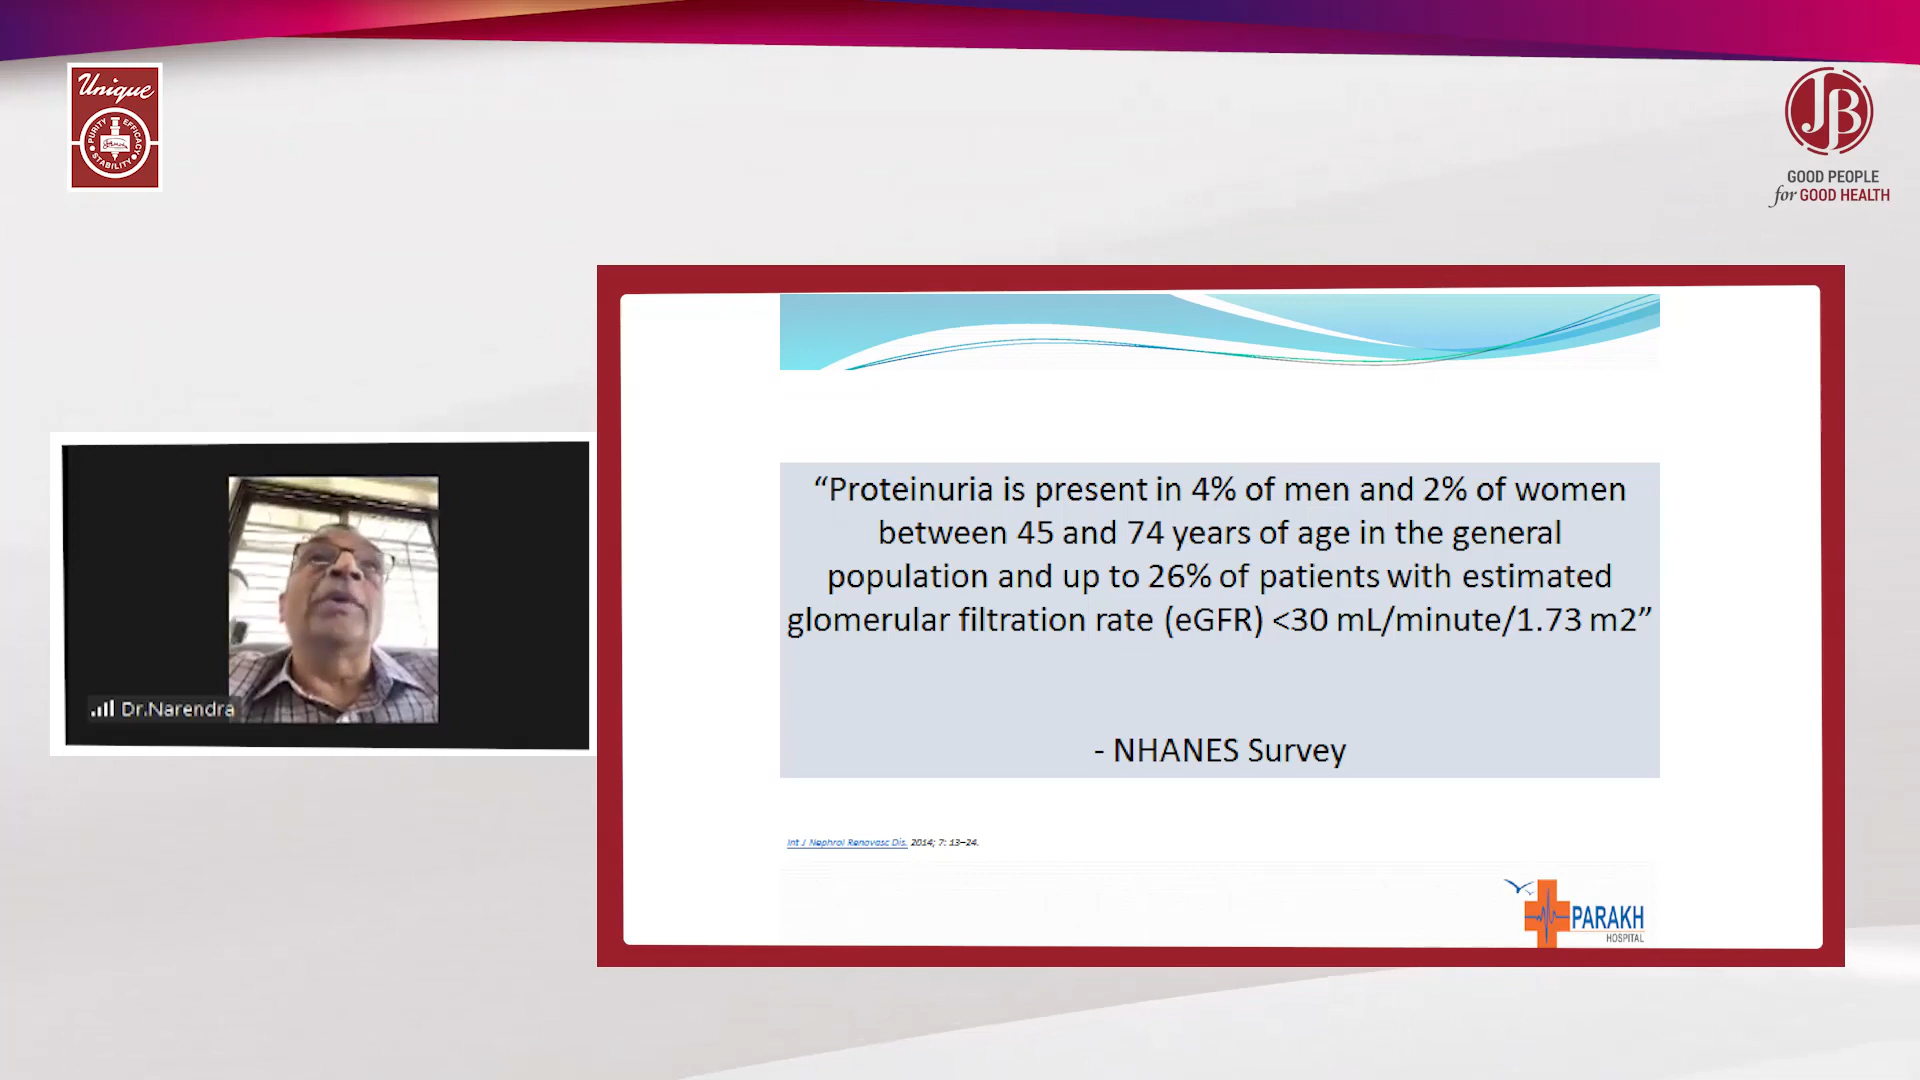 Unique
PURITY EFFICACY
STABILITY
JB
GOOD PEOPLE
for GOOD HEALTH
“Proteinuria is present in 4% of men and 2% of women
between 45 and 74 years of age in the general
population and up to 26% of patients with estimated
glomerular filtration rate (eGFR) <30 mL/minute/1.73 m2”
- NHANES Survey
Dr.Narendra
Int J Nephrol Renovasc Dis. 2014; 7: 13–24.
PARAKH
HOSPITAL